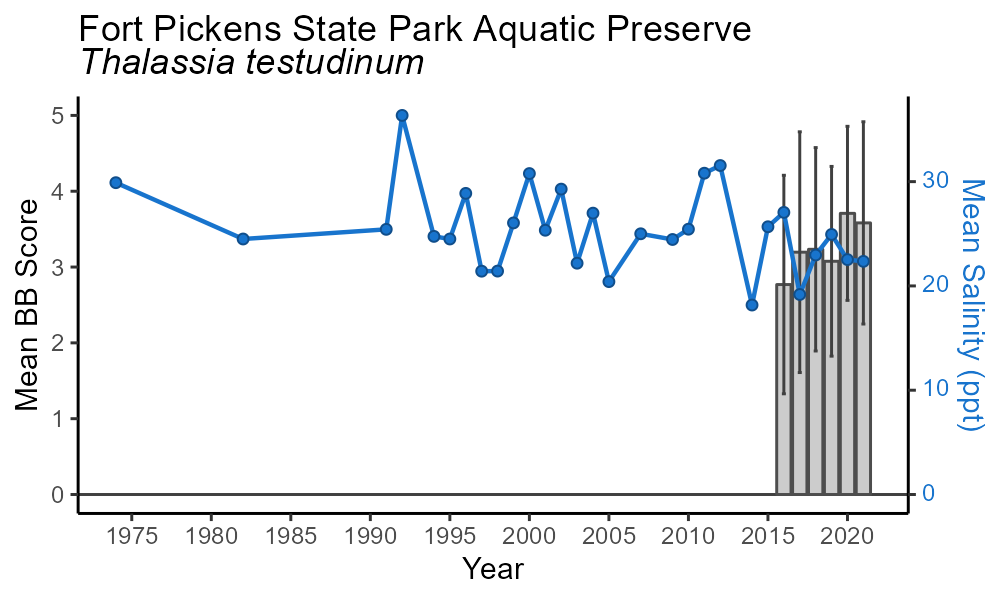 Fort Pickens State Park Aquatic Preserve
Thalassia testudinum
Mean BB Score
5
4
3
2
1
0
30
20
10
0
Mean Salinity (ppt)
1975 1980 1985 1990 1995 2000 2005 2010 2015 2020
Year